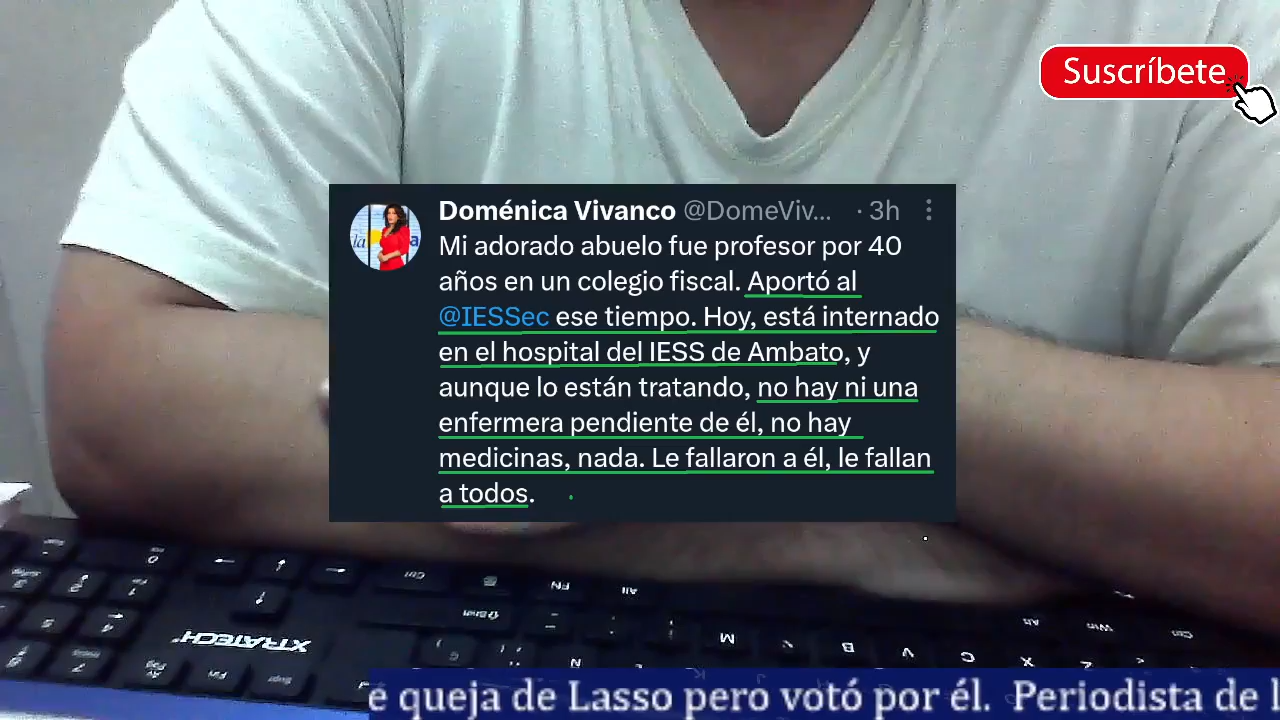 Suscríbete
Doménica Vivanco @DomeViv... · 3h
Mi adorado abuelo fue profesor por 40
años en un colegio fiscal. Aportó al
@IESSec ese tiempo. Hoy, está internado
en el hospital del IESS de Ambato, y
aunque lo están tratando, no hay ni una
enfermera pendiente de él, no hay
medicinas, nada. Le fallaron a él, le fallan
a todos.
XTRATECH
e queja de Lasso pero votó por él. Periodista de l